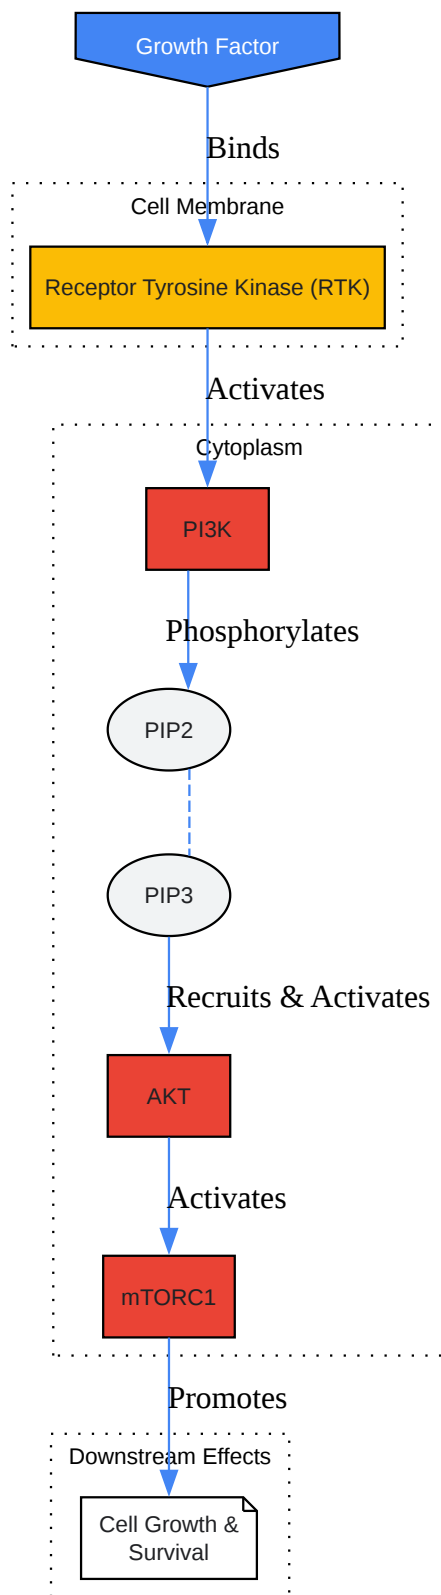 Growth Factor
Binds
Cell Membrane
Receptor Tyrosine Kinase (RTK)
Activates
Cytoplasm
PI3K
Phosphorylates
PIP2
PIP3
Recruits & Activates
AKT
Activates
mTORC1
Promotes
Downstream Effects
Cell Growth &
Survival